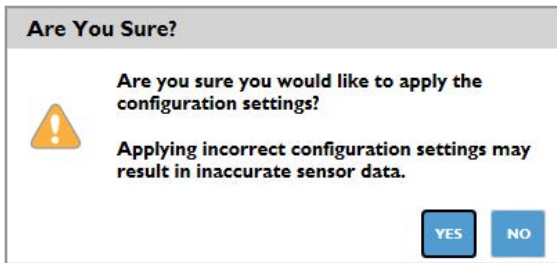 Are You Sure?
Are you sure you would like to apply the
configuration settings?
Applying incorrect configuration settings may
result in inaccurate sensor data.
YES NO